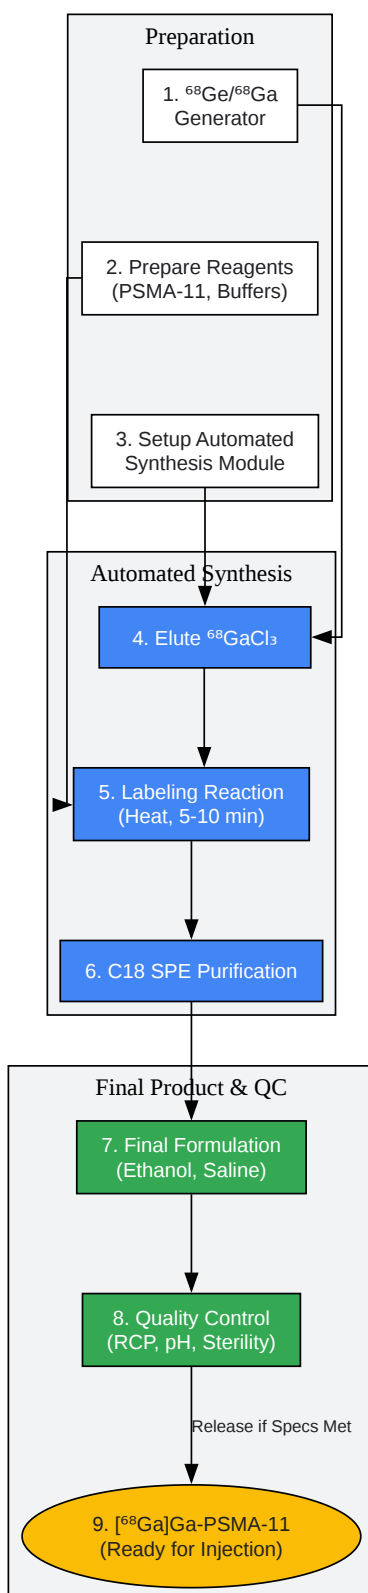 Preparation
1. ⁶⁸Ge/⁶⁸Ga
Generator
2. Prepare Reagents
(PSMA-11, Buffers)
3. Setup Automated
Synthesis Module
Automated Synthesis
4. Elute ⁶⁸GaCl₃
5. Labeling Reaction
(Heat, 5-10 min)
6. C18 SPE Purification
Final Product & QC
7. Final Formulation
(Ethanol, Saline)
8. Quality Control
(RCP, pH, Sterility)
Release if Specs Met
9. [⁶⁸Ga]Ga-PSMA-11
(Ready for Injection)